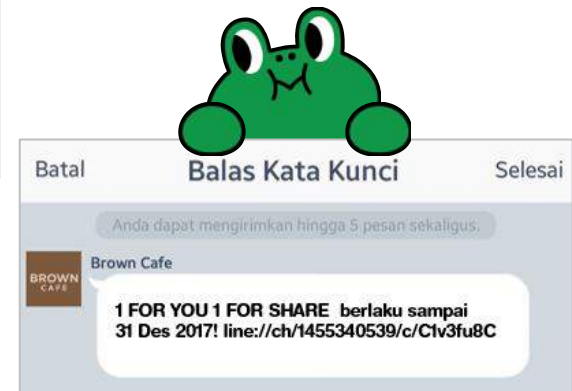 Batal Balas Kata Kunci Selesai
Anda dapat mengirimkan hingga 5 pesan sekaligus.
BROWN
CAFE
Brown Cafe
1 FOR YOU 1 FOR SHARE berlaku sampai
31 Des 2017! line://ch/1455340539/c/C1v3fu8C